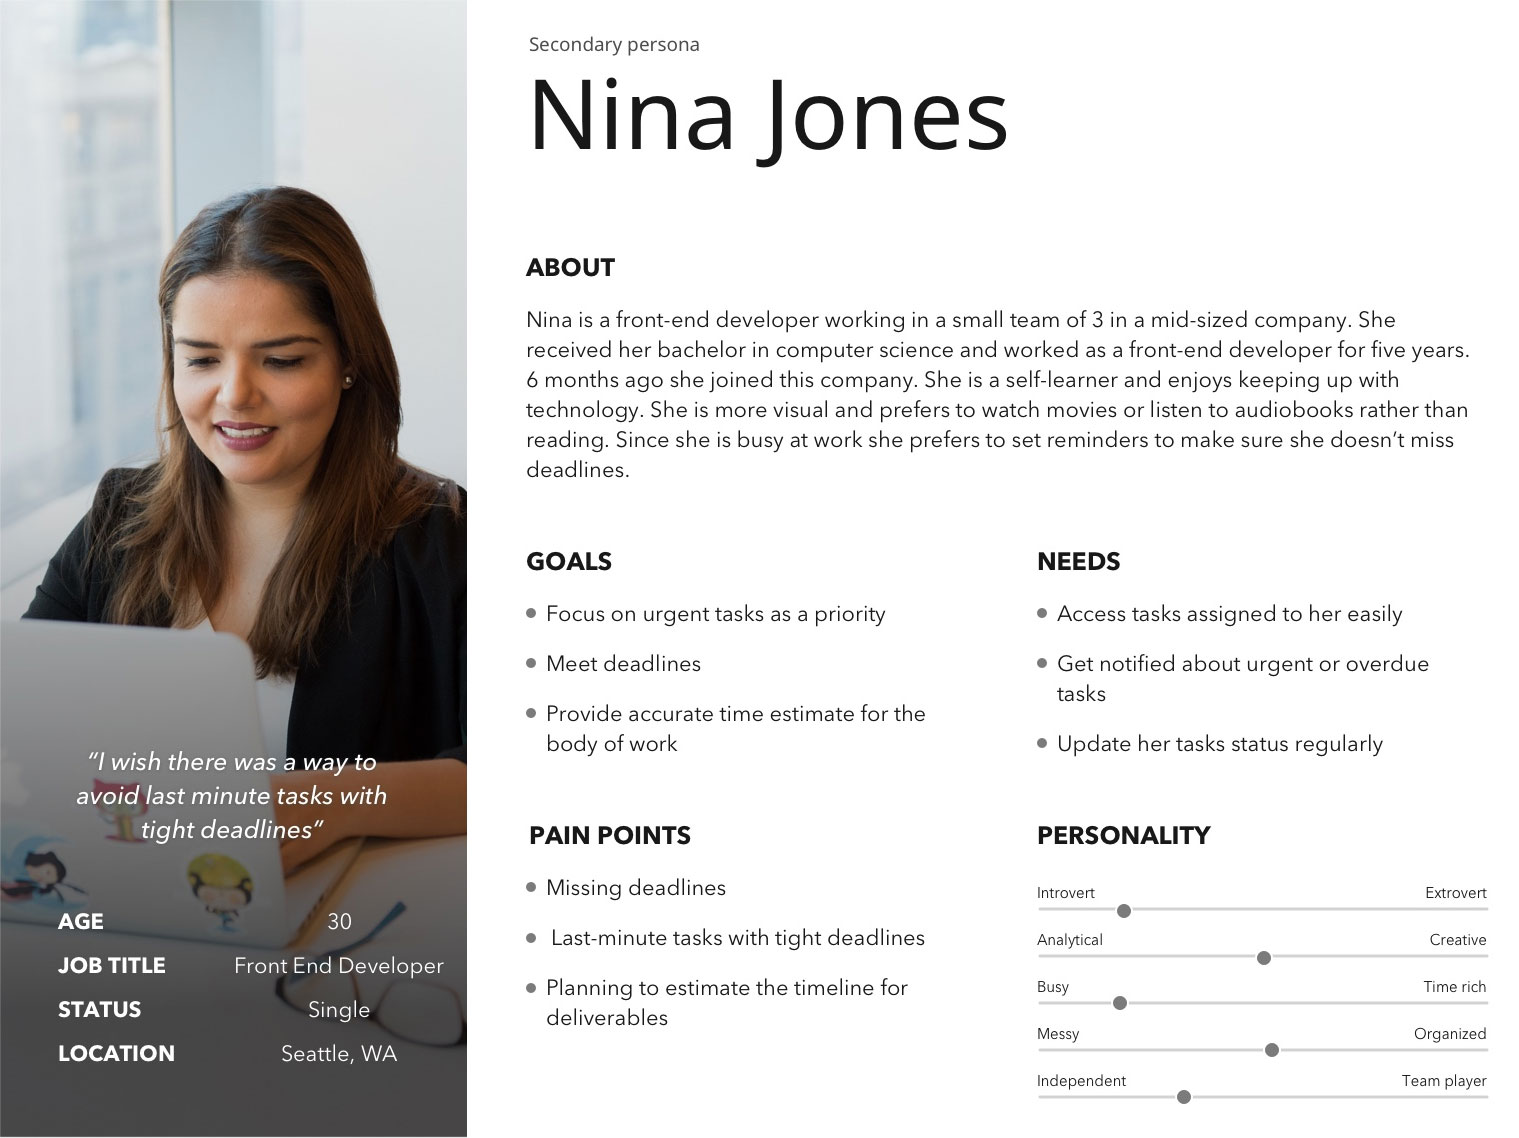 Secondary persona
Nina Jones
ABOUT
Nina is a front-end developer working in a small team of 3 in a mid-sized company. She
received her bachelor in computer science and worked as a front-end developer for five years.
6 months ago she joined this company. She is a self-learner and enjoys keeping up with
technology. She is more visual and prefers to watch movies or listen to audiobooks rather than
reading. Since she is busy at work she prefers to set reminders to make sure she doesn’t miss
deadlines.
GOALS
Focus on urgent tasks as a priority
Meet deadlines
Provide accurate time estimate for the
body of work
NEEDS
Access tasks assigned to her easily
Get notified about urgent or overdue
tasks
Update her tasks status regularly
PAIN POINTS
Missing deadlines
Last-minute tasks with tight deadlines
Planning to estimate the timeline for
deliverables
PERSONALITY
Introvert Extrovert
Analytical Creative
Busy Time rich
Messy Organized
Independent Team player
“I wish there was a way to
avoid last minute tasks with
tight deadlines”
AGE 30
JOB TITLE Front End Developer
STATUS Single
LOCATION Seattle, WA